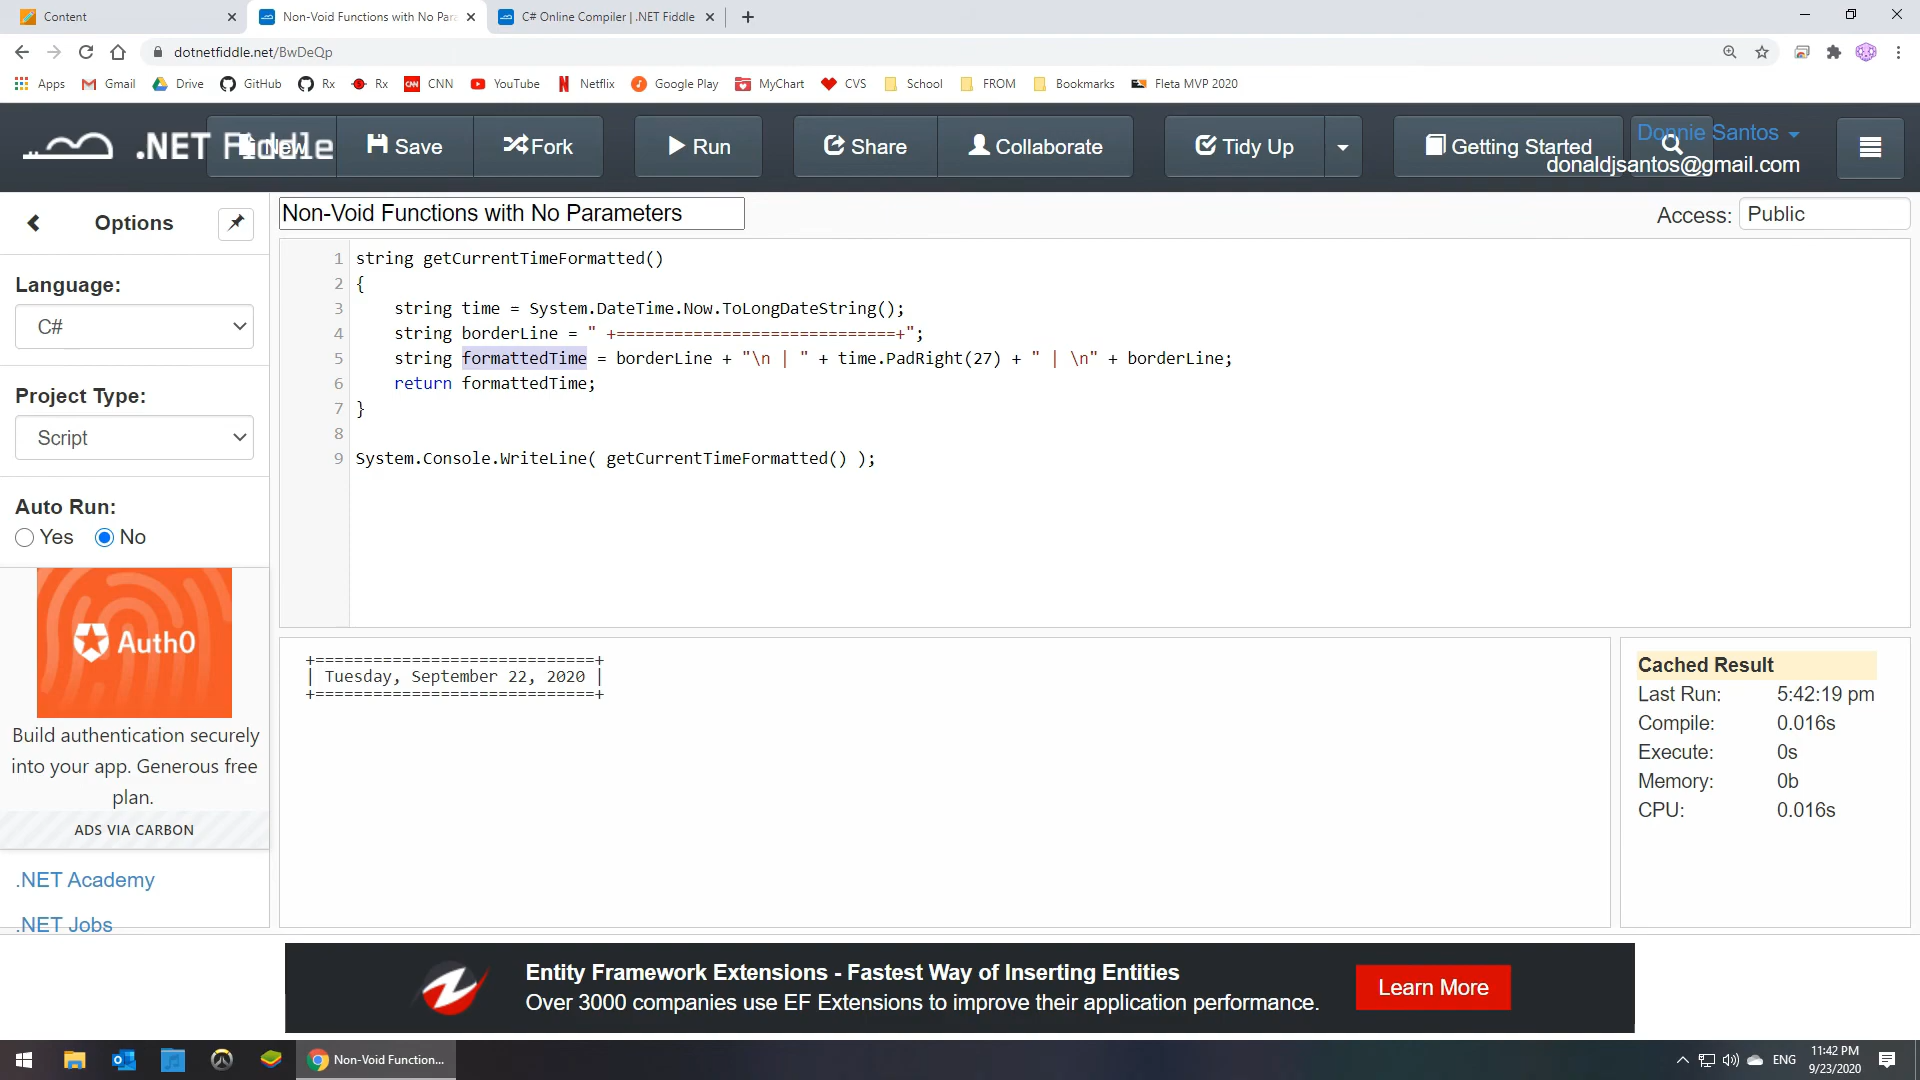 Content
Non-Void Functions with No Para
C# Online Compiler | .NET Fiddle
dotnetfiddle.net/BwDeQp
Apps Gmail Drive GitHub Rx Rx CNN YouTube Netflix Google Play MyChart CVS School FROM Bookmarks Fleta MVP 2020
.NET Fiddle
New
Save
Fork
Run
Share
Collaborate
Tidy Up
Getting Started
Donnie Santos
donaldjsantos@gmail.com
Options
Non-Void Functions with No Parameters
Access: Public
Language:
C#
Project Type:
Script
Auto Run:
Yes No
1 string getCurrentTimeFormatted()
2 {
3 string time = System.DateTime.Now.ToLongDateString();
4 string borderLine = " +=============================+";
5 string formattedTime = borderLine + "\n | " + time.PadRight(27) + " | \n" + borderLine;
6 return formattedTime;
7 }
8
9 System.Console.WriteLine( getCurrentTimeFormatted() );
Auth0
Build authentication securely
into your app. Generous free
plan.
ADS VIA CARBON
.NET Academy
.NET Jobs
+=============================+
| Tuesday, September 22, 2020 |
+=============================+
Cached Result
Last Run: 5:42:19 pm
Compile: 0.016s
Execute: 0s
Memory: 0b
CPU: 0.016s
Entity Framework Extensions - Fastest Way of Inserting Entities
Over 3000 companies use EF Extensions to improve their application performance.
Learn More
Non-Void Function...
ENG
11:42 PM
9/23/2020